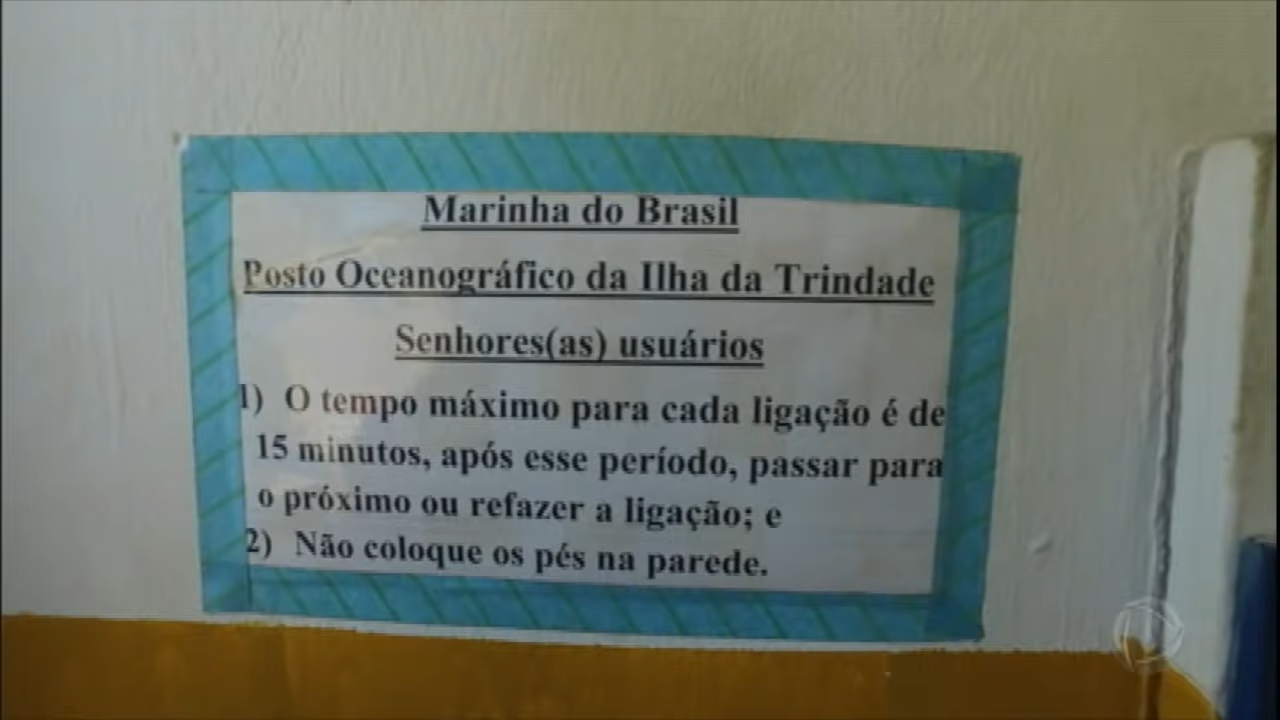 Marinha do Brasil
Posto Oceanográfico da Ilha da Trindade
Senhores(as) usuários
1) O tempo máximo para cada ligação é de
15 minutos, após esse período, passar para
o próximo ou refazer a ligação; e
2) Não coloque os pés na parede.